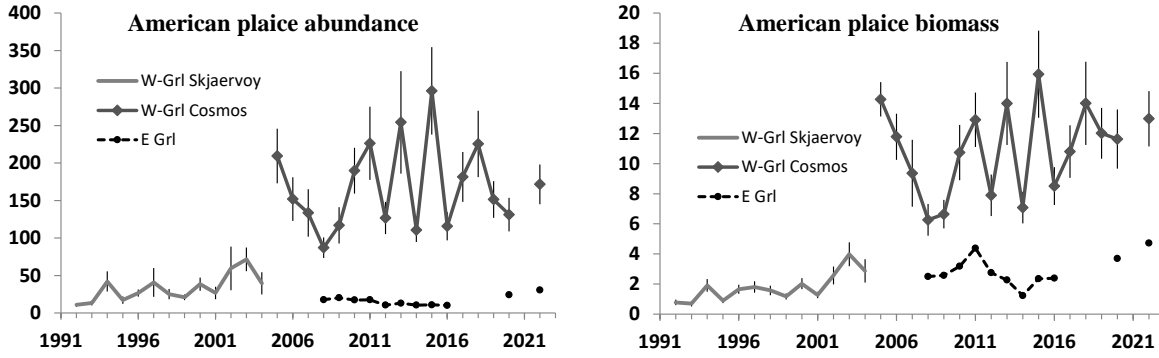 American plaice abundance
400
350
300
250
200
150
100
50
0
W-Grl Skjaervoy
W-Grl Cosmos
E Grl
1991 1996 2001 2006 2011 2016 2021
American plaice biomass
20
18
16
14
12
10
8
6
4
2
0
W-Grl Skjaervoy
W-Grl Cosmos
E Grl
1991 1996 2001 2006 2011 2016 2021